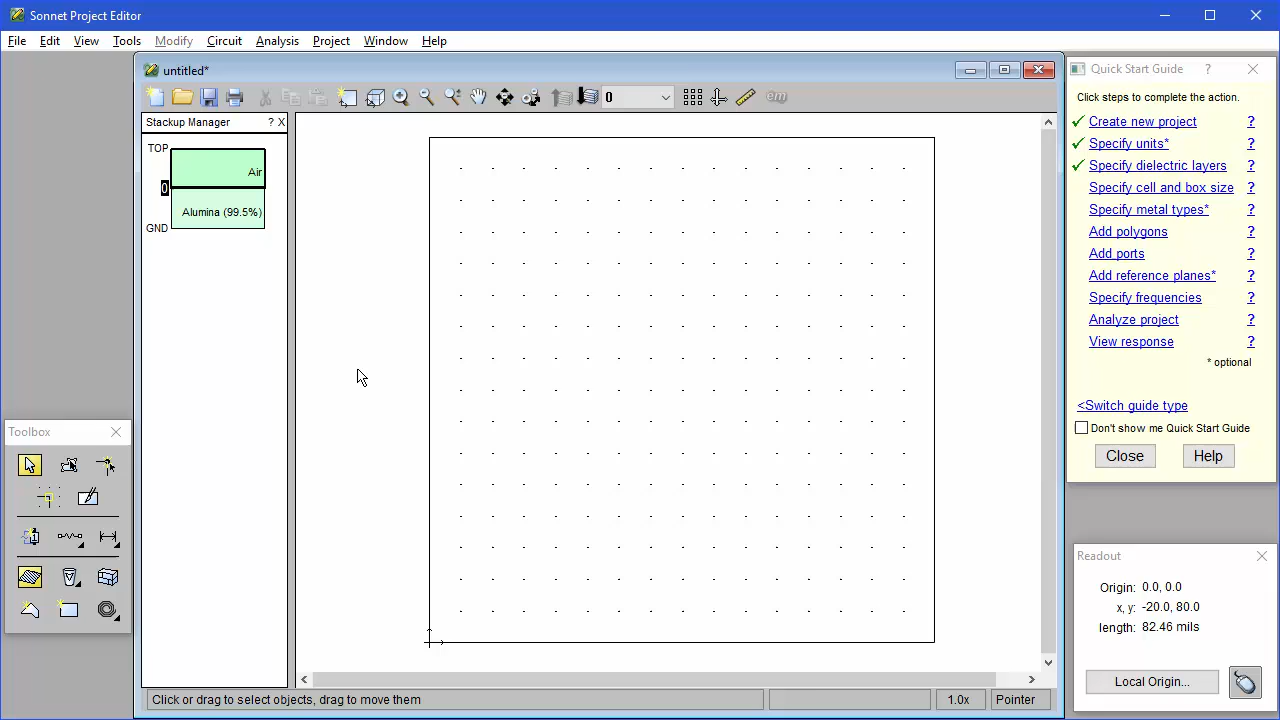 Sonnet Project Editor
File Edit View Tools Modify Circuit Analysis Project Window Help
untitled*
0
em
Stackup Manager ? X
TOP
Air
0
Alumina (99.5%)
GND
Toolbox
Click or drag to select objects, drag to move them
1.0x
Pointer
Quick Start Guide ?
Click steps to complete the action.
Create new project ?
Specify units* ?
Specify dielectric layers ?
Specify cell and box size ?
Specify metal types* ?
Add polygons ?
Add ports ?
Add reference planes* ?
Specify frequencies ?
Analyze project ?
View response ?
* optional
<Switch guide type
Don't show me Quick Start Guide
Close Help
Readout
Origin: 0.0, 0.0
x, y: -20.0, 80.0
length: 82.46 mils
Local Origin...